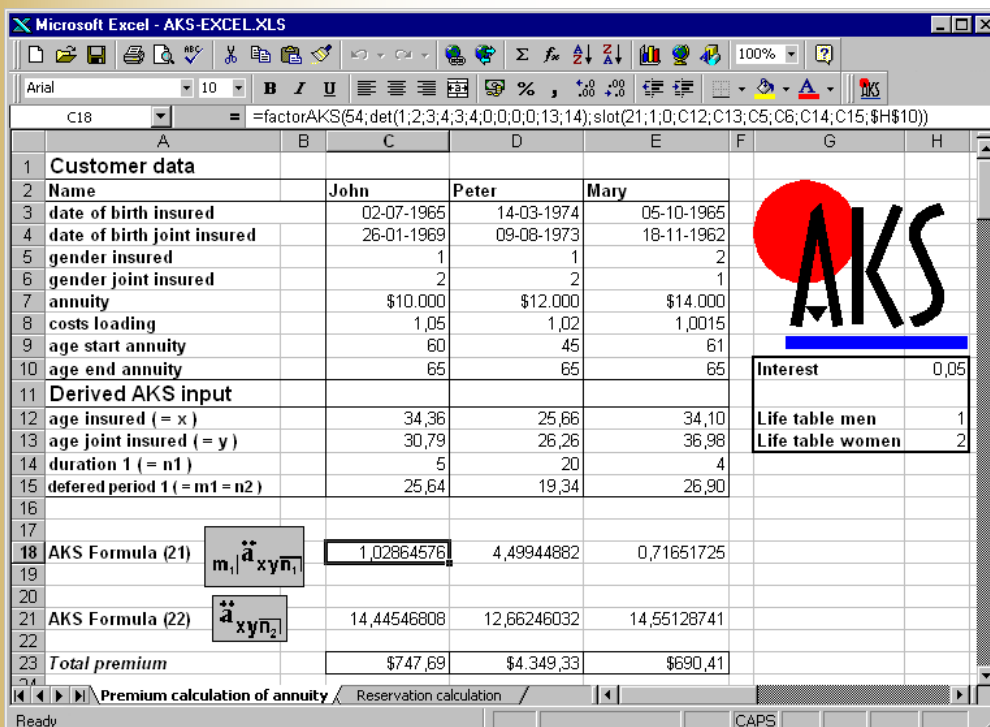 Microsoft Excel - AKS-EXCEL.XLS
ABC Σ fx A Z Z A 100% ?
Arial 10 B I U % , AKS
C18 = =factorAKS(54;det(1;2;3;4;3;4;0;0;0;0;13;14);slot(21;1;0;C12;C13;C5;C6;C14;C15;$H$10))
A B C D E F G H
1 Customer data
2 Name John Peter Mary
3 date of birth insured 02-07-1965 14-03-1974 05-10-1965
4 date of birth joint insured 26-01-1969 09-08-1973 18-11-1962
5 gender insured 1 1 2
6 gender joint insured 2 2 1
7 annuity $10.000 $12.000 $14.000
8 costs loading 1,05 1,02 1,0015
9 age start annuity 60 45 61
AKS
10 age end annuity 65 65 65 Interest 0,05
11 Derived AKS input
12 age insured ( = x ) 34,36 25,66 34,10 Life table men 1
13 age joint insured ( = y ) 30,79 26,26 36,98 Life table women 2
14 duration 1 ( = n1 ) 5 20 4
15 defered period 1 ( = m1 = n2 ) 25,64 19,34 26,90
16
17
18 AKS Formula (21) m₁|ä xyn₁ 1,02864576 4,49944882 0,71651725
19
20
21 AKS Formula (22) ä xyn₂ 14,44546808 12,66246032 14,55128741
22
23 Total premium $747,69 $4.349,33 $690,41
24
Premium calculation of annuity Reservation calculation
Ready CAPS